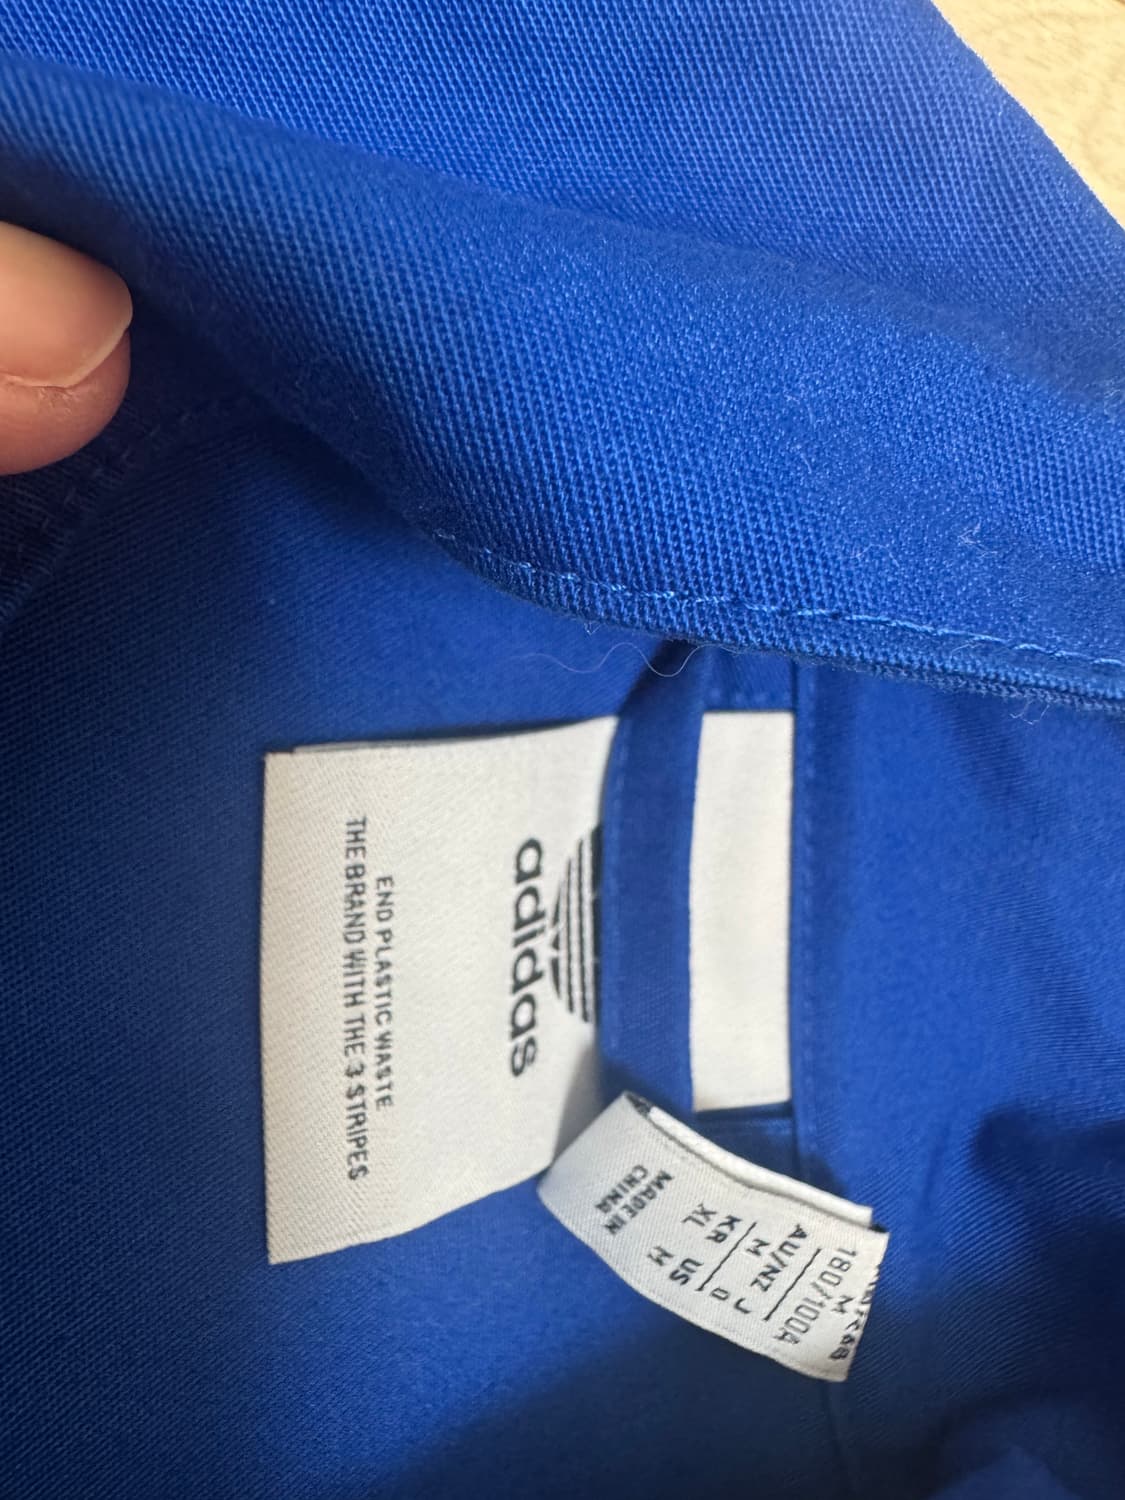 adidas
END PLASTIC WASTE
THE BRAND WITH THE 3 STRIPES
180/100A
M
AU/NZ J
M O
KR US
XL M
MADE IN
CHINA